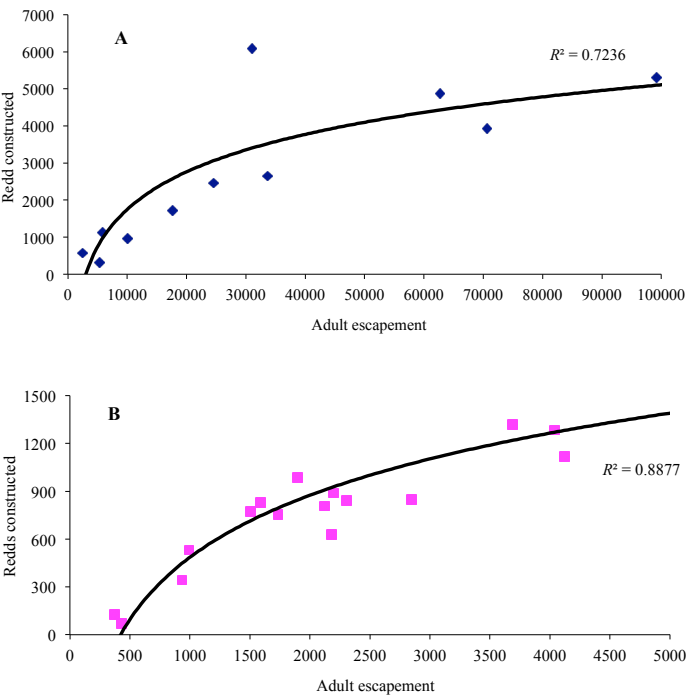 7000
A
6000
R² = 0.7236
5000
4000
3000
2000
1000
0
Redd constructed
0 10000 20000 30000 40000 50000 60000 70000 80000 90000 100000
Adult escapement
1500
B
1200
R² = 0.8877
900
600
300
0
Redds constructed
0 500 1000 1500 2000 2500 3000 3500 4000 4500 5000
Adult escapement